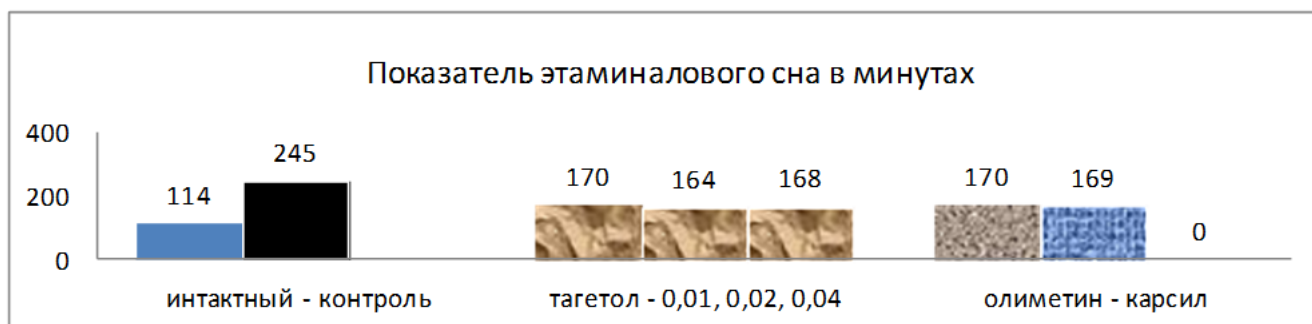 Показатель этаминалового сна в минутах
400
200
0
114
245
170
164
168
170
169
0
интактный - контроль
тагетол - 0,01, 0,02, 0,04
олиметин - карсил